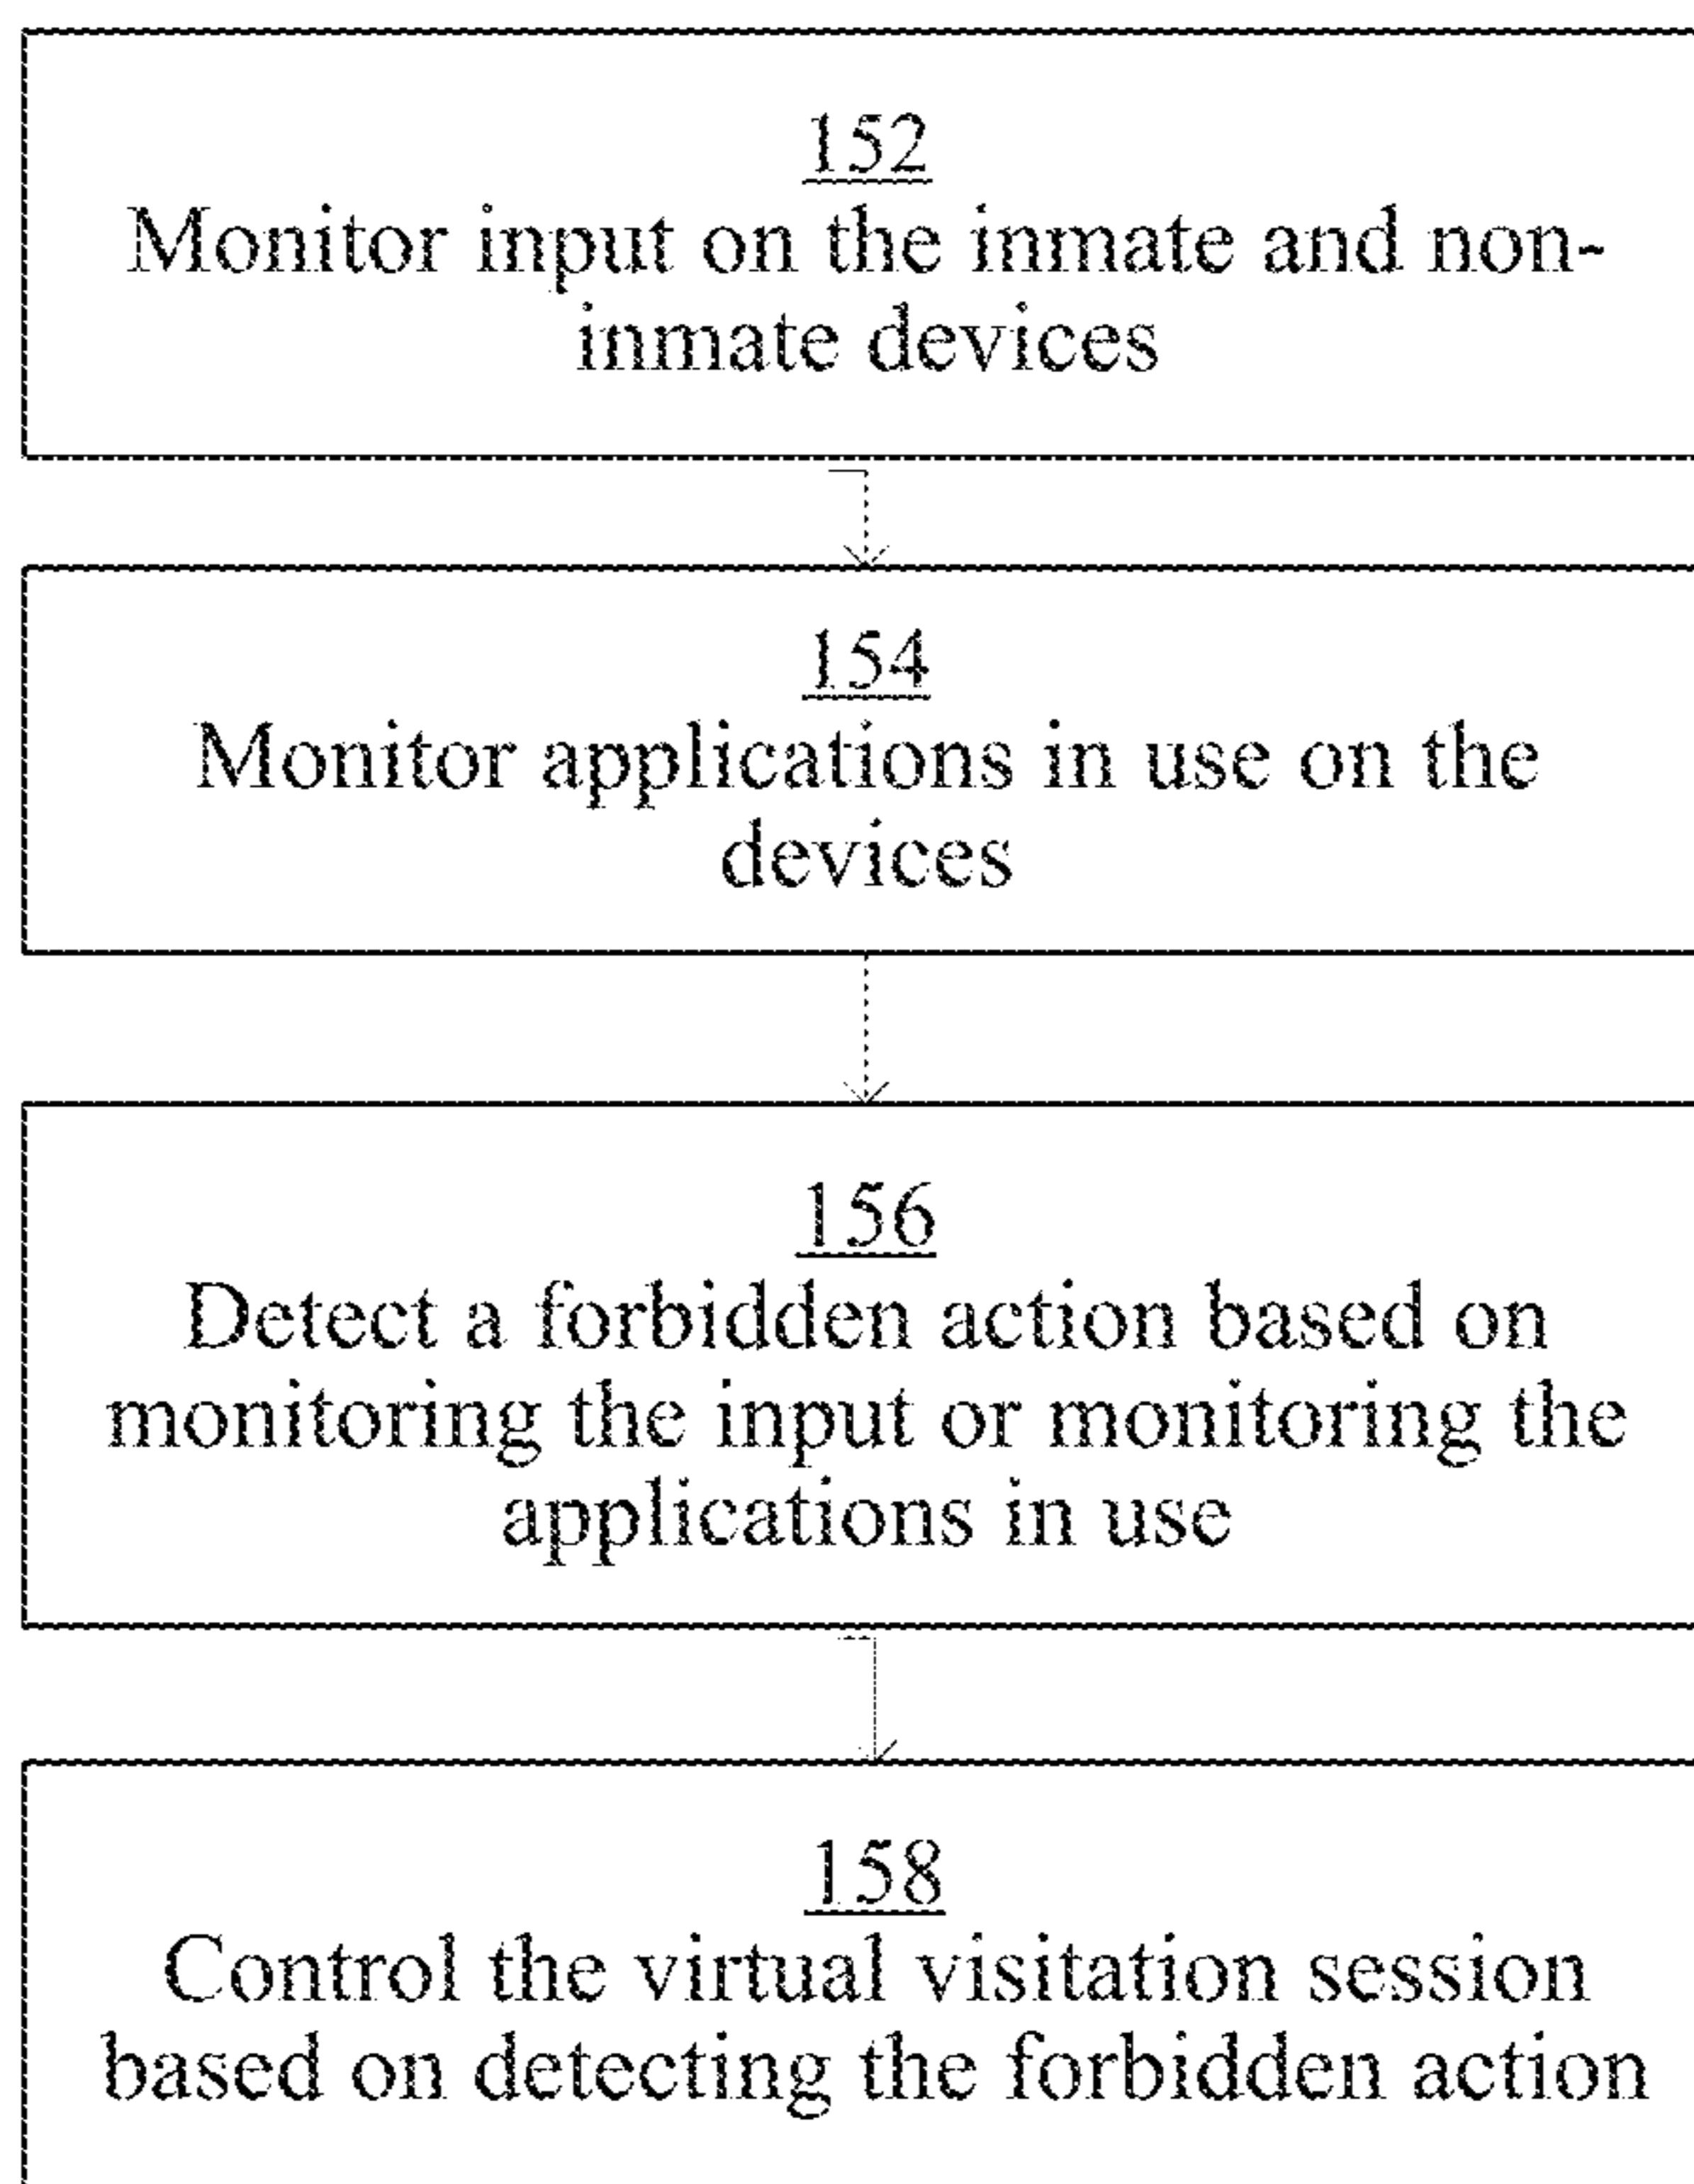 152
Monitor input on the inmate and non-
inmate devices
154
Monitor applications in use on the
devices
156
Detect a forbidden action based on
monitoring the input or monitoring the
applications in use
158
Control the virtual visitation session
based on detecting the forbidden action